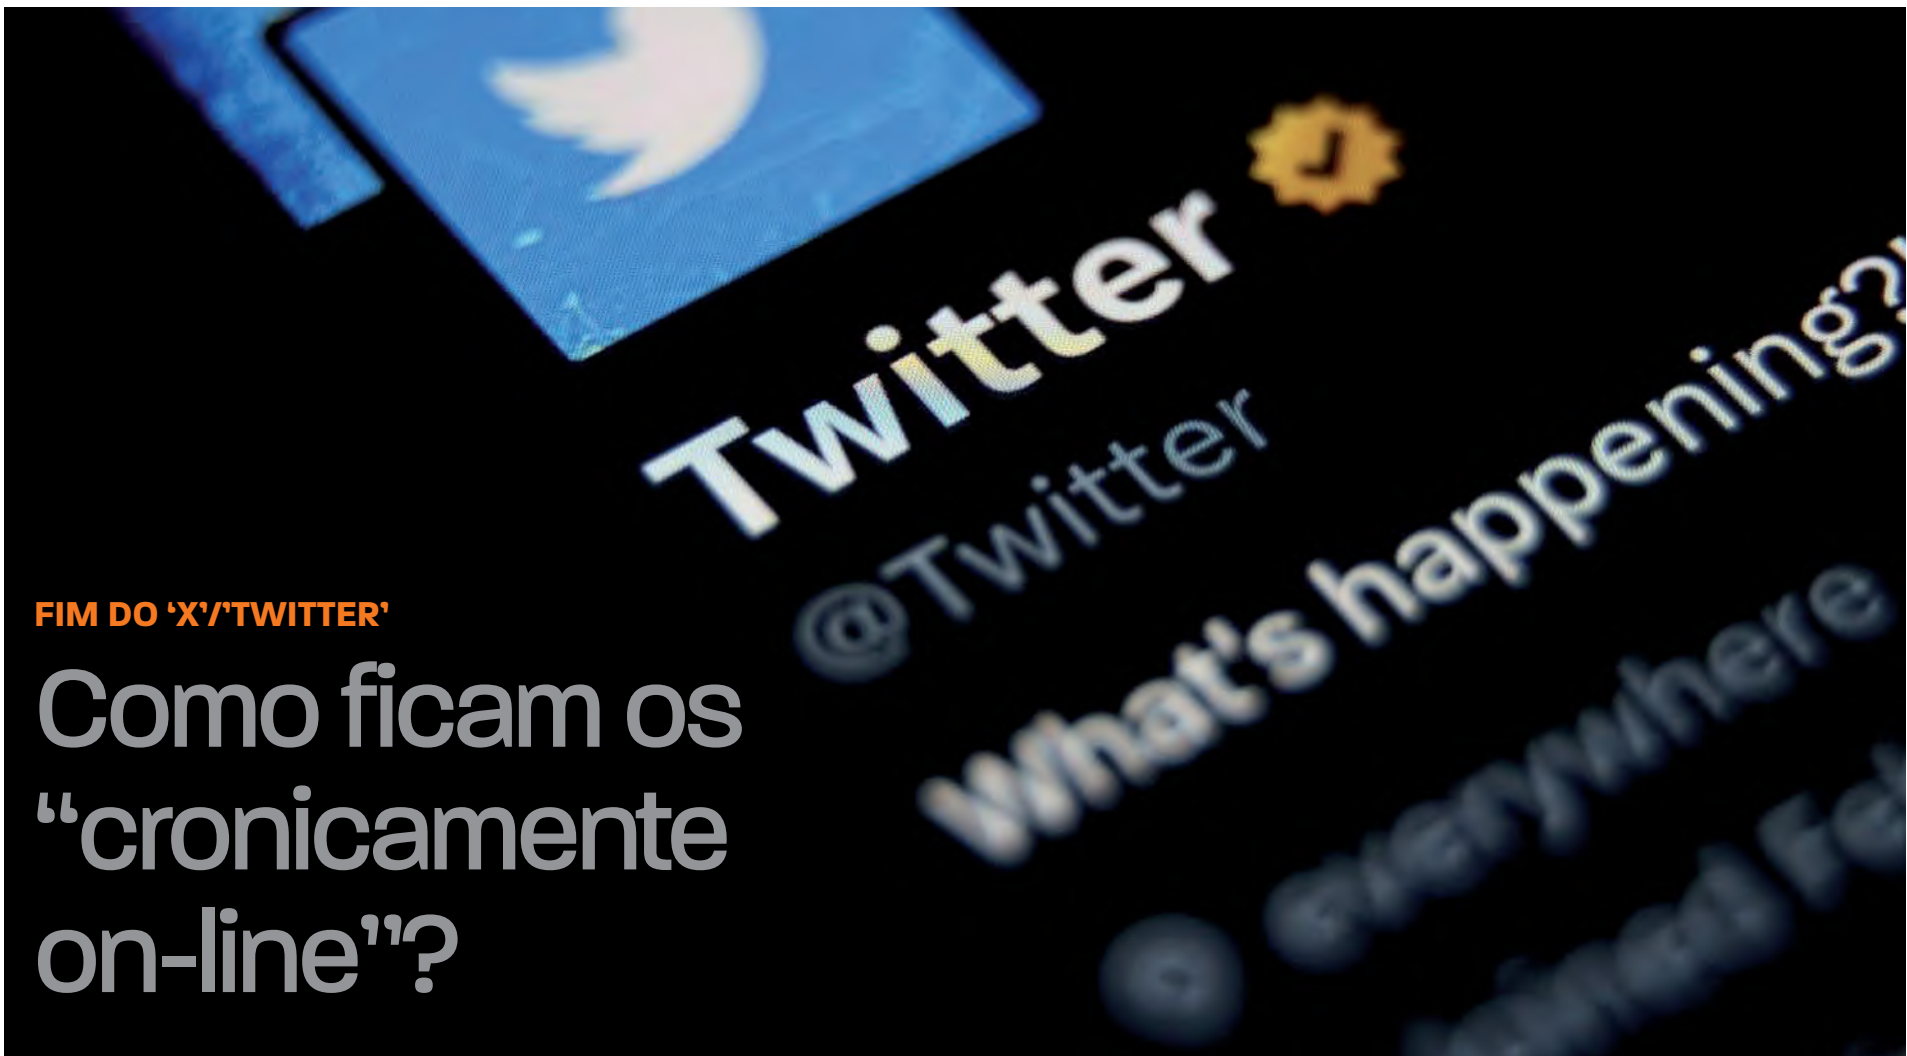 Twitter
@Twitter
What's happening?!
everywhere
FIM DO ‘X’/’TWITTER’
Como ficam os
“cronicamente
on-line”?